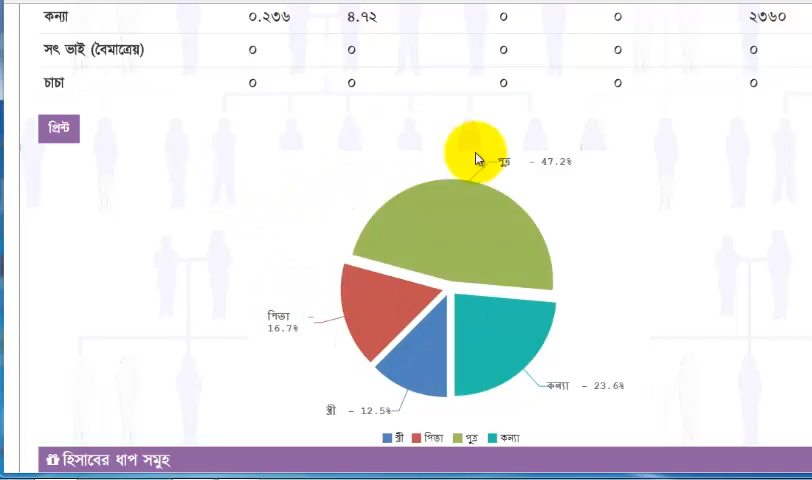 কন্যা ০.২৩৬ ৪.৭২ ০ ০ ২৩৬০
সৎ ভাই (বৈমাত্রেয়) ০ ০ ০ ০ ০
চাচা ০ ০ ০ ০ ০
প্রিন্ট
পুত্র - 47.2%
পিতা -
16.7%
কন্যা - 23.6%
স্ত্রী - 12.5%
স্ত্রী পিতা পুত্র কন্যা
হিসাবের ধাপ সমুহ